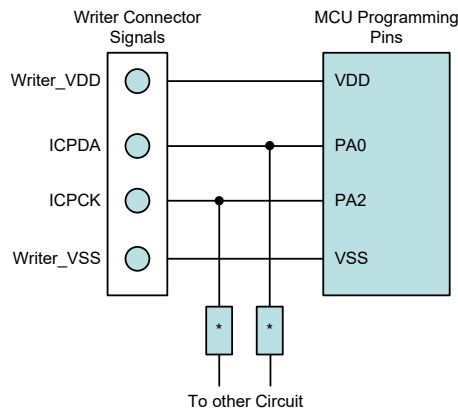 Writer Connector
Signals
MCU Programming
Pins
Writer_VDD
VDD
ICPDA
PA0
ICPCK
PA2
Writer_VSS
VSS
* *
To other Circuit